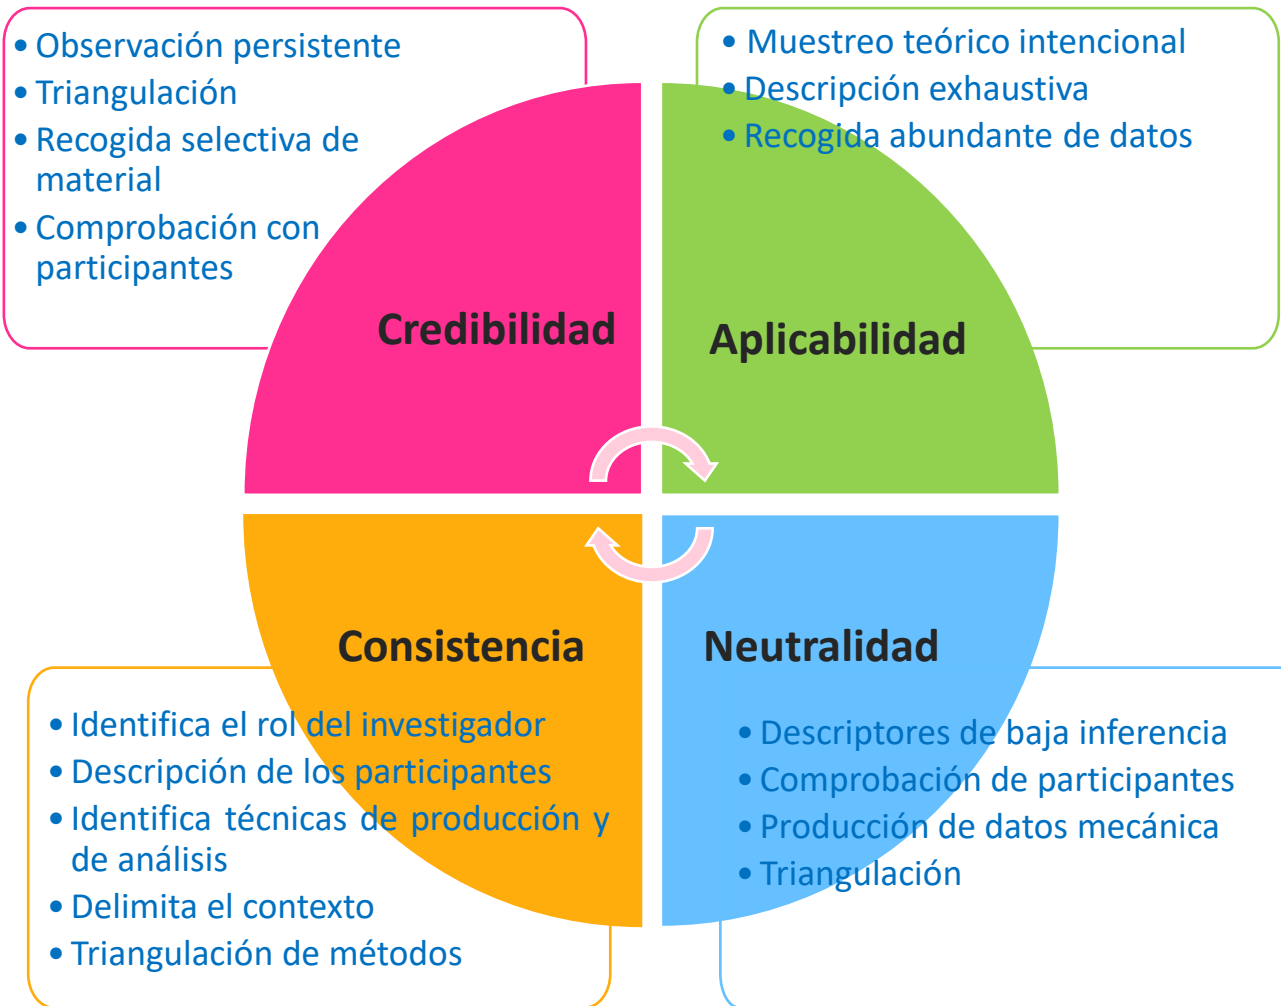 • Observación persistente
• Triangulación
• Recogida selectiva de
material
• Comprobación con
participantes
Credibilidad
• Muestreo teórico intencional
• Descripción exhaustiva
• Recogida abundante de datos
Aplicabilidad
Consistencia
• Identifica el rol del investigador
• Descripción de los participantes
• Identifica técnicas de producción y
de análisis
• Delimita el contexto
• Triangulación de métodos
Neutralidad
• Descriptores de baja inferencia
• Comprobación de participantes
• Producción de datos mecánica
• Triangulación